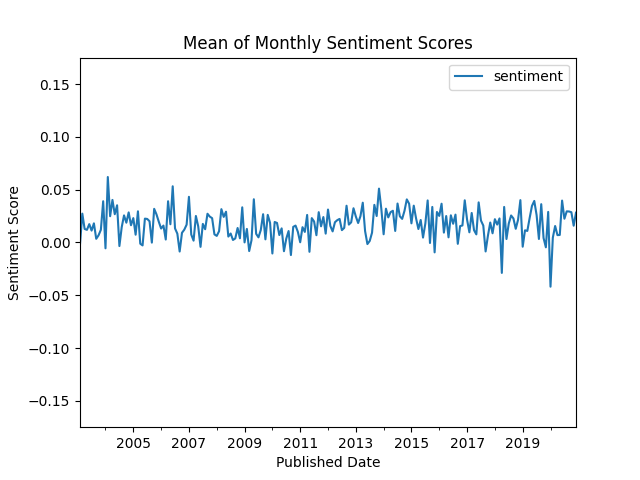 Mean of Monthly Sentiment Scores
sentiment
0.15
0.10
0.05
0.00
−0.05
−0.10
−0.15
Sentiment Score
2005 2007 2009 2011 2013 2015 2017 2019
Published Date